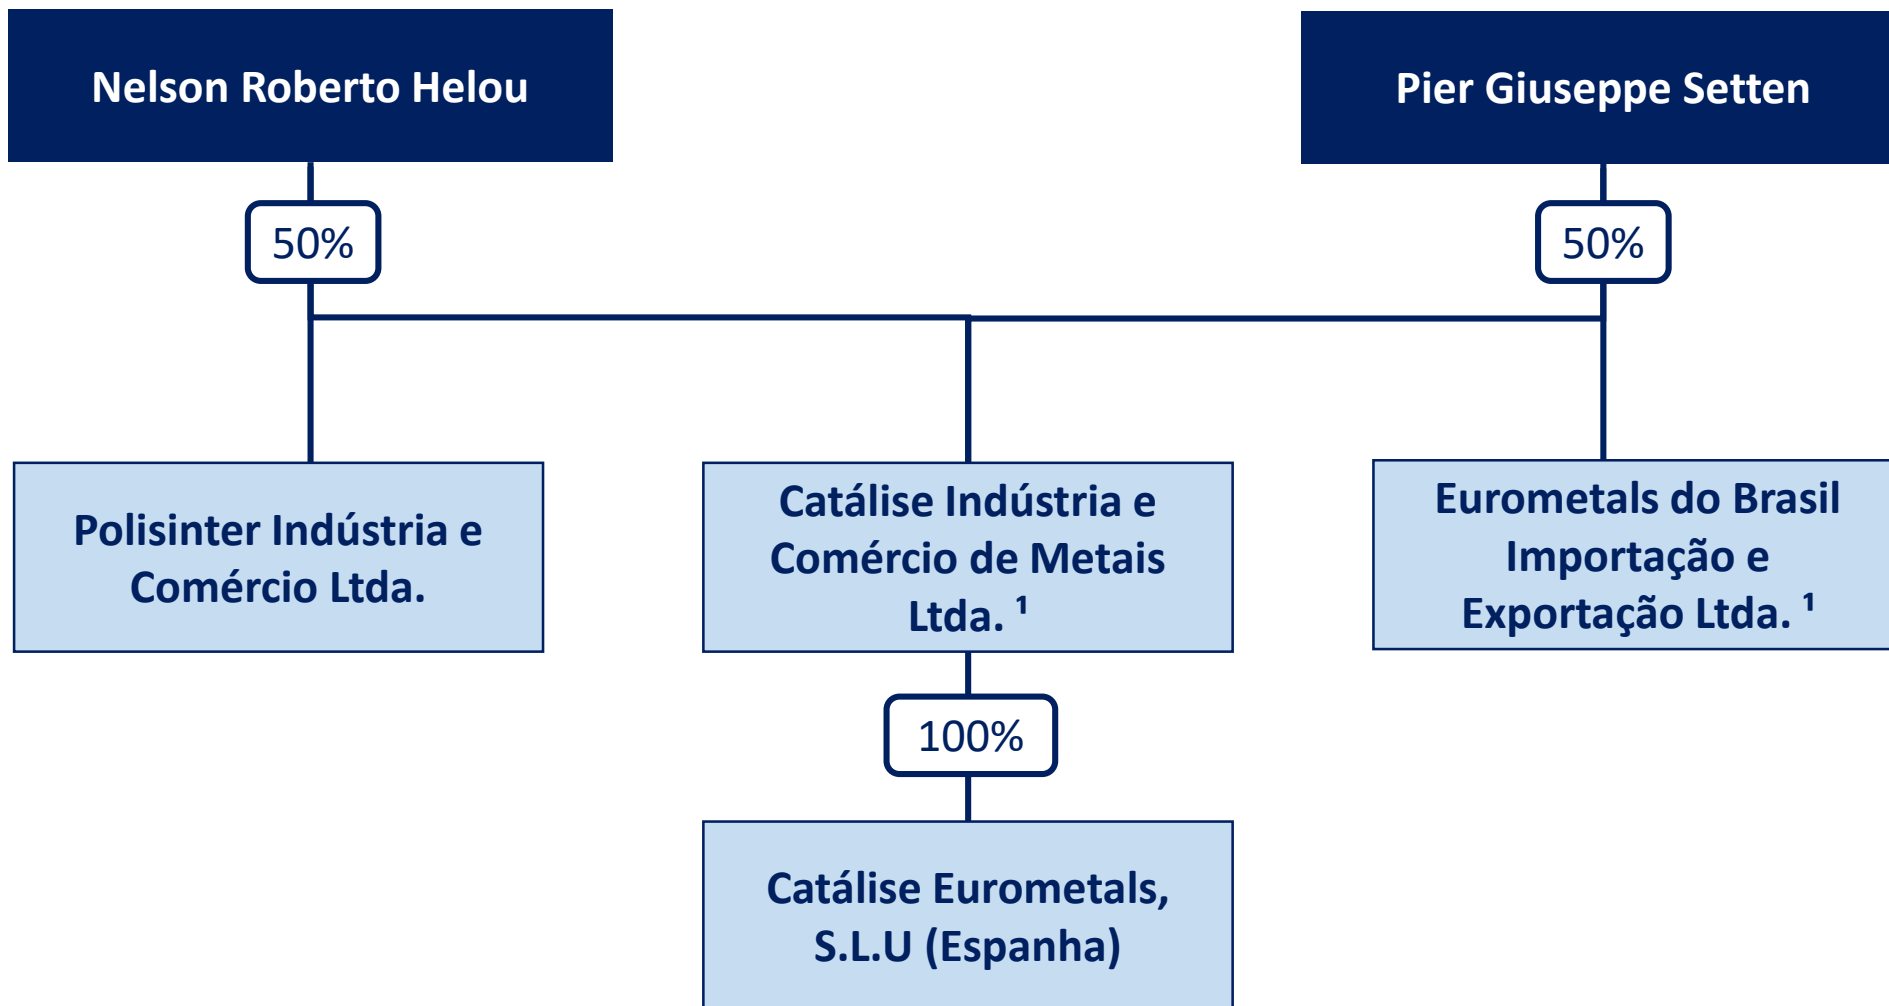 Nelson Roberto Helou
Pier Giuseppe Setten
50%
50%
Polisinter Indústria e
Comércio Ltda.
Catálise Indústria e
Comércio de Metais
Ltda. ¹
Eurometals do Brasil
Importação e
Exportação Ltda. ¹
100%
Catálise Eurometals,
S.L.U (Espanha)